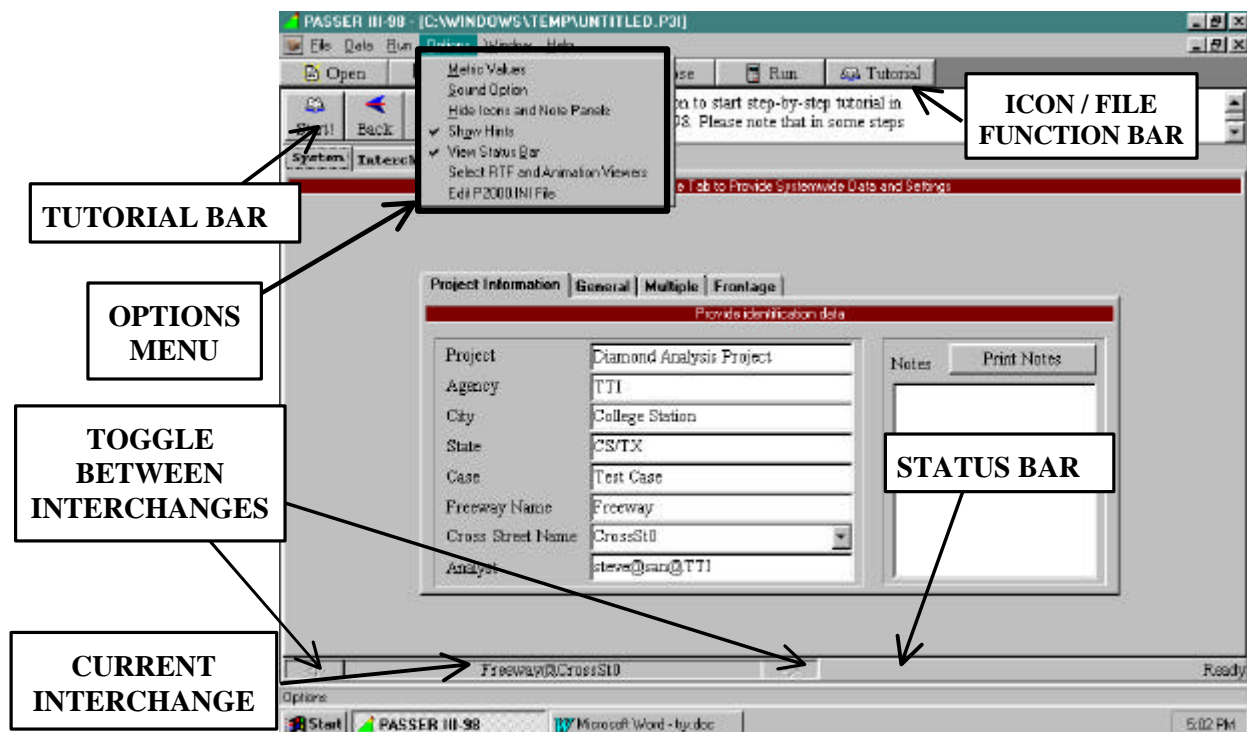 PASSER III-98 - [C:\WINDOWS\TEMP\UNTITLED.P3I]
File Data Run Options Window Help
Open Run Tutorial
Metric Values
Sound Option
Hide Icons and Note Panels
Show Hints
View Status Bar
Select RTF and Animation Viewers
Edit P2000.INI File
Start! Back
on to start step-by-step tutorial in
98. Please note that in some steps
ICON / FILE
FUNCTION BAR
System
Tab to Provide Systemwide Data and Settings
TUTORIAL BAR
OPTIONS
MENU
Project Information General Multiple Frontage
Provide identification data
Project Diamond Analysis Project
Agency TTI
City College Station
State CS/TX
Case Test Case
Freeway Name Freeway
Cross Street Name CrossSt0
Analyst steve@san@TTI
Notes Print Notes
TOGGLE
BETWEEN
INTERCHANGES
STATUS BAR
CURRENT
INTERCHANGE
Freeway@CrossSt0
Ready
Options
Start PASSER III-98 Microsoft Word - hy.doc 5:02 PM